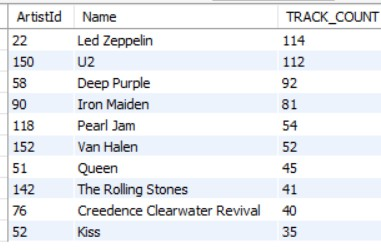 ArtistId Name TRACK_COUNT
22 Led Zeppelin 114
150 U2 112
58 Deep Purple 92
90 Iron Maiden 81
118 Pearl Jam 54
152 Van Halen 52
51 Queen 45
142 The Rolling Stones 41
76 Creedence Clearwater Revival 40
52 Kiss 35